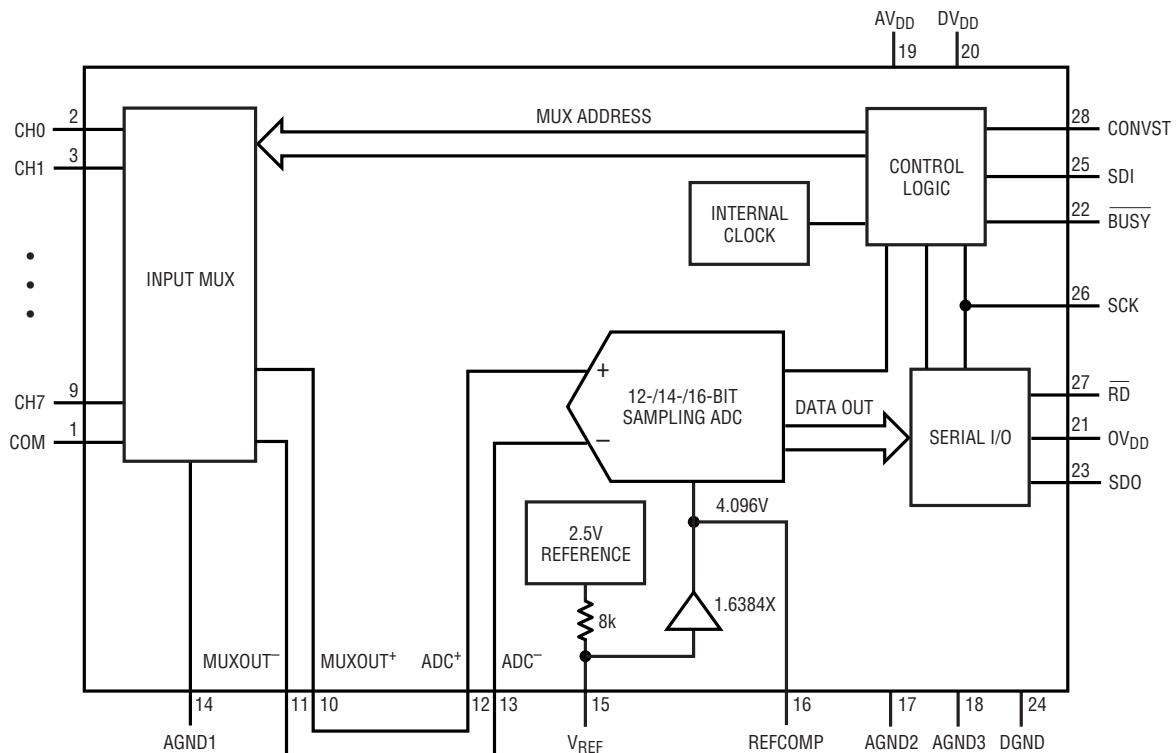 AVDD DVDD
19 20
2
CH0
3
CH1
MUX ADDRESS
28 CONVST
CONTROL
LOGIC
25 SDI
22 BUSY
INTERNAL
CLOCK
INPUT MUX
26 SCK
9
CH7
1
COM
+
–
12-/14-/16-BIT
SAMPLING ADC
DATA OUT
SERIAL I/O
27 RD
21 OVDD
23 SDO
4.096V
2.5V
REFERENCE
1.6384X
8k
MUXOUT– MUXOUT+ ADC+ ADC–
14 11 10 12 13 15 16 17 18 24
AGND1 VREF REFCOMP AGND2 AGND3 DGND